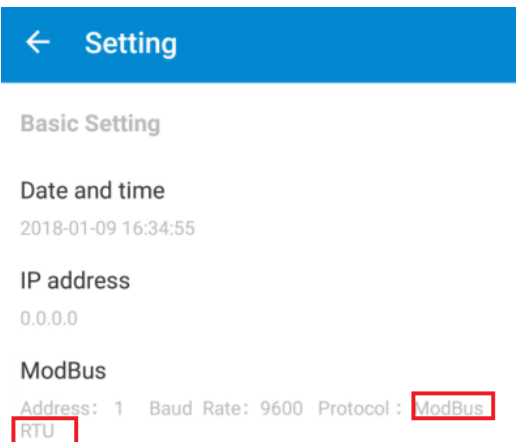 Setting
Basic Setting
Date and time
2018-01-09 16:34:55
IP address
0.0.0.0
ModBus
Address: 1 Baud Rate: 9600 Protocol : ModBus
RTU